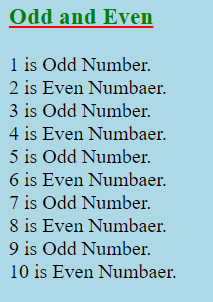 Odd and Even
1 is Odd Number.
2 is Even Numbaer.
3 is Odd Number.
4 is Even Numbaer.
5 is Odd Number.
6 is Even Numbaer.
7 is Odd Number.
8 is Even Numbaer.
9 is Odd Number.
10 is Even Numbaer.